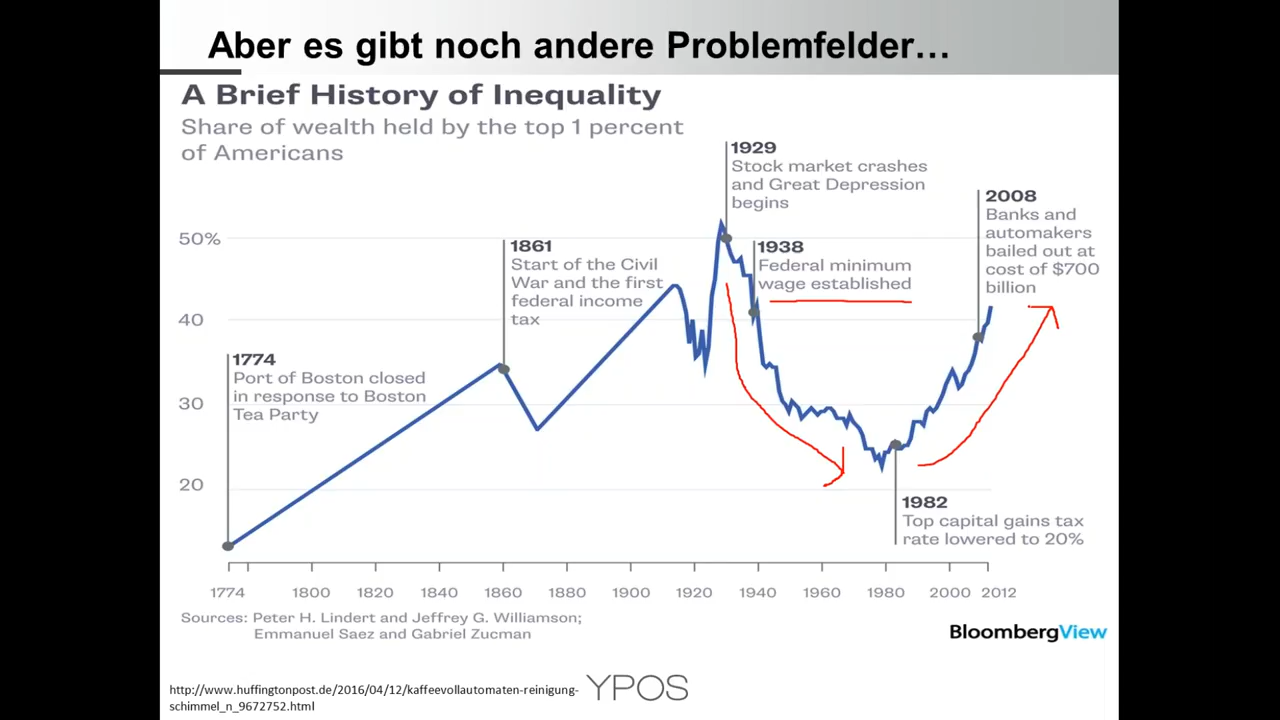 Aber es gibt noch andere Problemfelder…
A Brief History of Inequality
Share of wealth held by the top 1 percent
of Americans
1929
Stock market crashes
and Great Depression
begins
2008
Banks and
automakers
bailed out at
cost of $700
billion
50%
1861
Start of the Civil
War and the first
federal income
tax
1938
Federal minimum
wage established
40
1774
Port of Boston closed
in response to Boston
Tea Party
30
20
1982
Top capital gains tax
rate lowered to 20%
1774 1800 1820 1840 1860 1880 1900 1920 1940 1960 1980 2000 2012
Sources: Peter H. Lindert and Jeffrey G. Williamson;
Emmanuel Saez and Gabriel Zucman
BloombergView
http://www.huffingtonpost.de/2016/04/12/kaffeevollautomaten-reinigung-
schimmel_n_9672752.html
YPOS